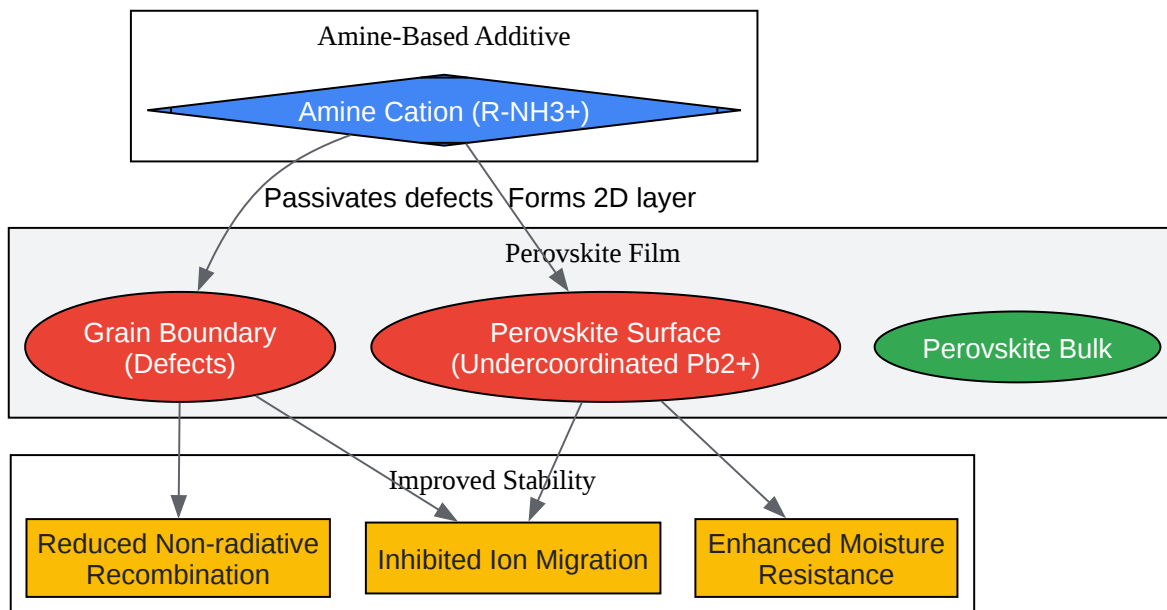 Amine-Based Additive
Amine Cation (R-NH3+)
Passivates defects
Forms 2D layer
Perovskite Film
Grain Boundary
(Defects)
Perovskite Surface
(Undercoordinated Pb2+)
Perovskite Bulk
Improved Stability
Reduced Non-radiative
Recombination
Inhibited Ion Migration
Enhanced Moisture
Resistance